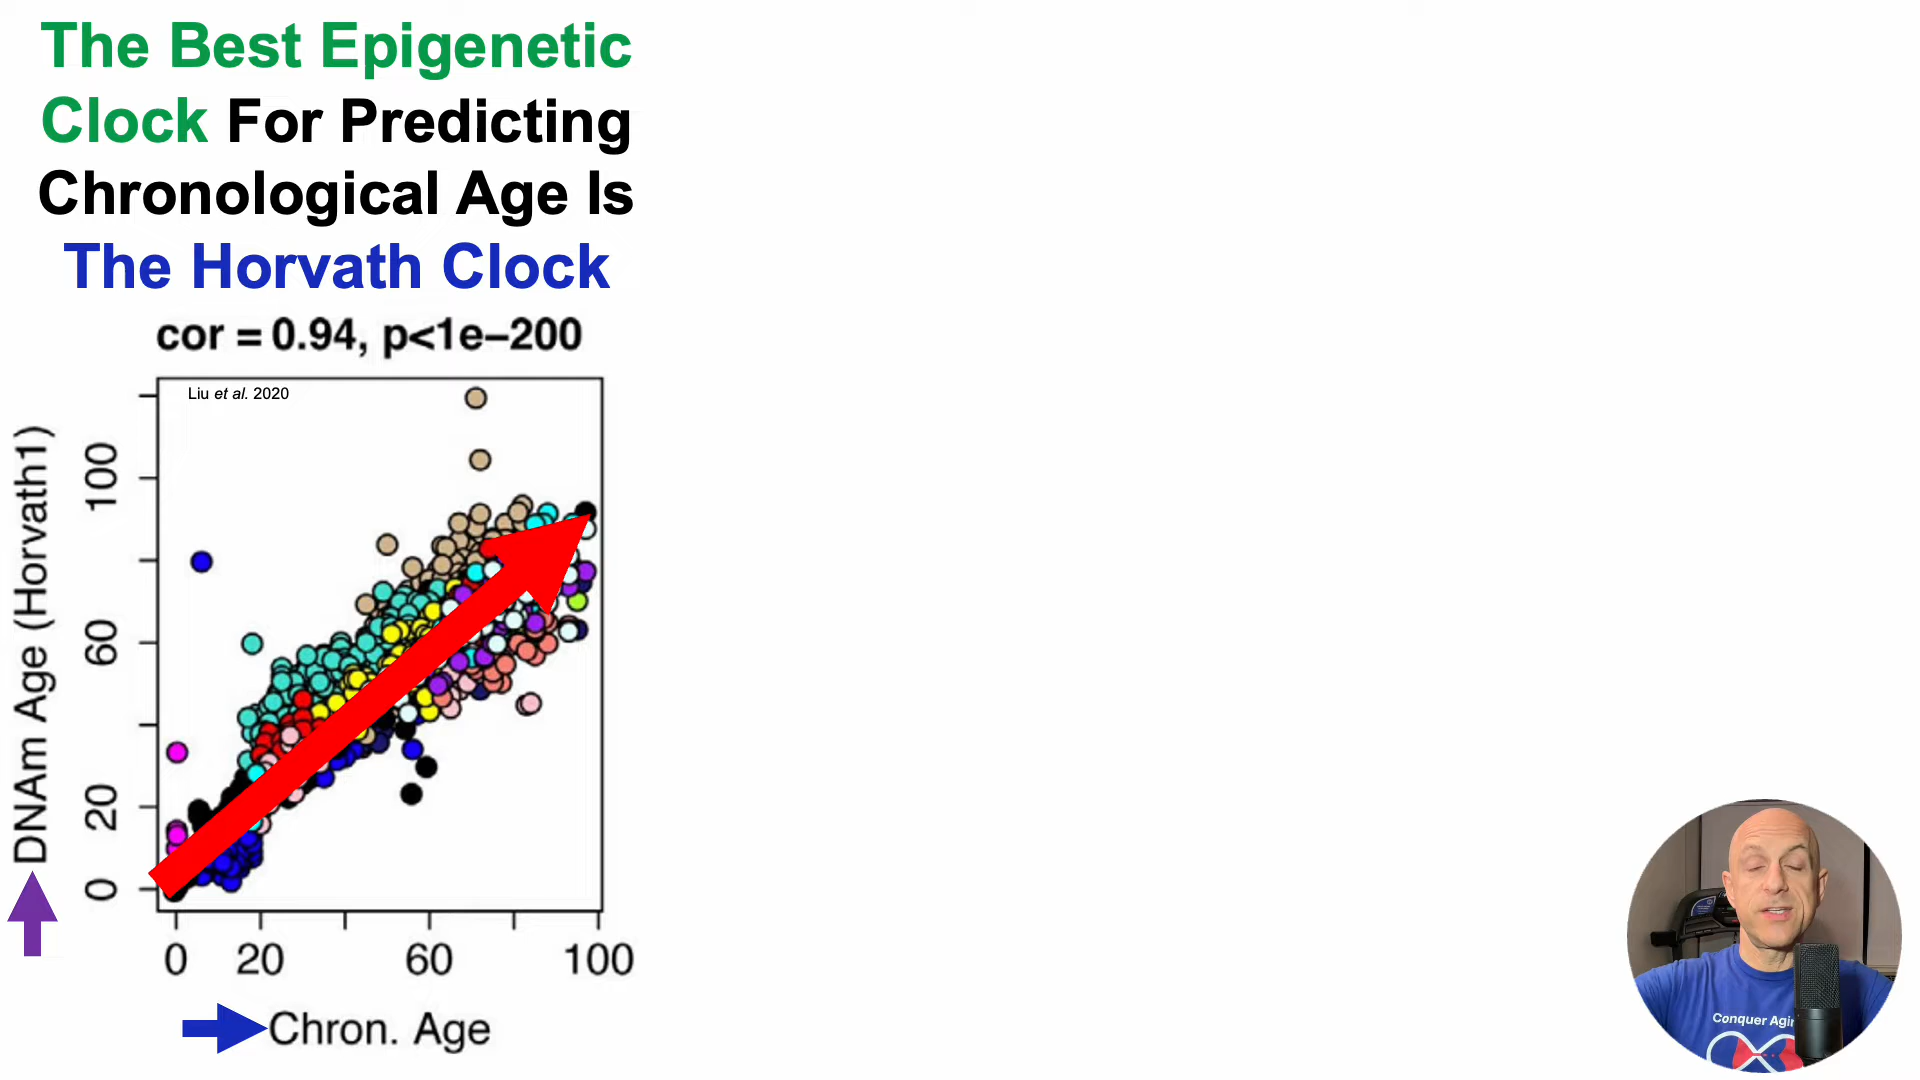 The Best Epigenetic
Clock For Predicting
Chronological Age Is
The Horvath Clock
cor = 0.94, p<1e−200
Liu et al. 2020
DNAm Age (Horvath1)
100
60
20
0
0 20 60 100
Chron. Age
Conquer